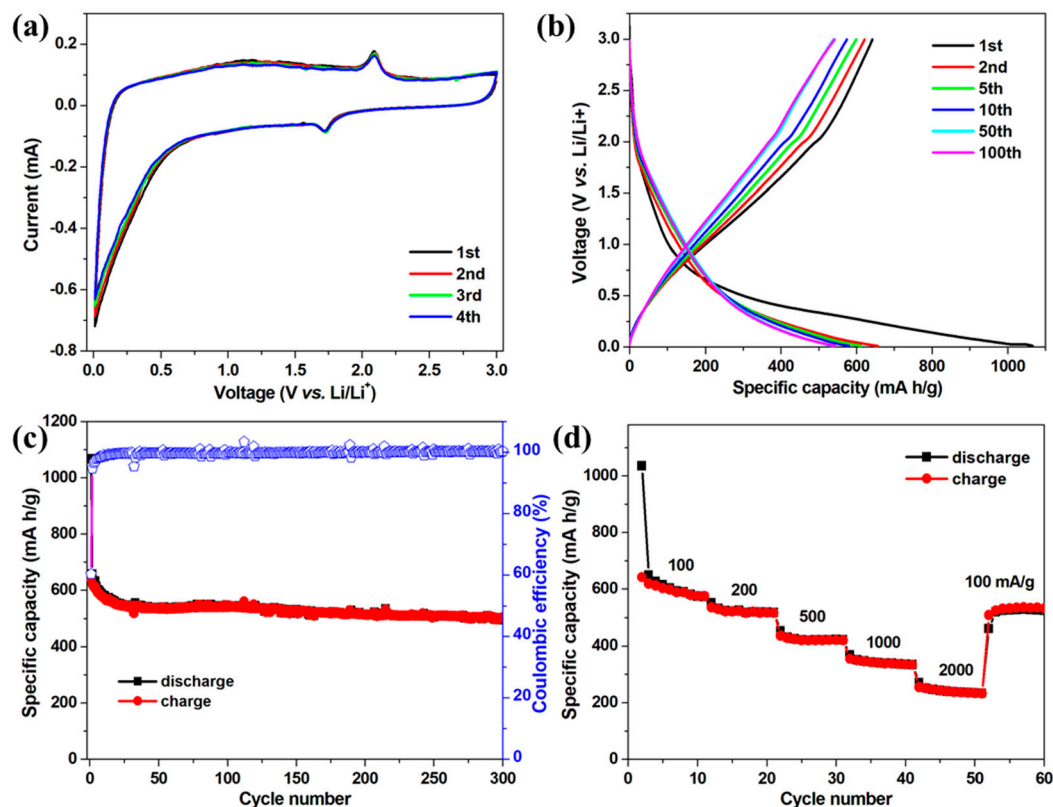 (a)
0.2
0.0
-0.2
-0.4
-0.6
-0.8
Current (mA)
1st
2nd
3rd
4th
0.0 0.5 1.0 1.5 2.0 2.5 3.0
Voltage (V vs. Li/Li⁺)
(b)
3.0
2.5
2.0
1.5
1.0
0.5
0.0
Voltage (V vs. Li/Li+)
1st
2nd
5th
10th
50th
100th
0 200 400 600 800 1000
Specific capacity (mA h/g)
(c)
1200
1000
800
600
400
200
0
Specific capacity (mA h/g)
discharge
charge
100
80
60
40
20
0
Coulombic efficiency (%)
0 50 100 150 200 250 300
Cycle number
(d)
1000
800
600
400
200
0
Specific capacity (mA h/g)
discharge
charge
100
200
500
1000
2000
100 mA/g
0 10 20 30 40 50 60
Cycle number